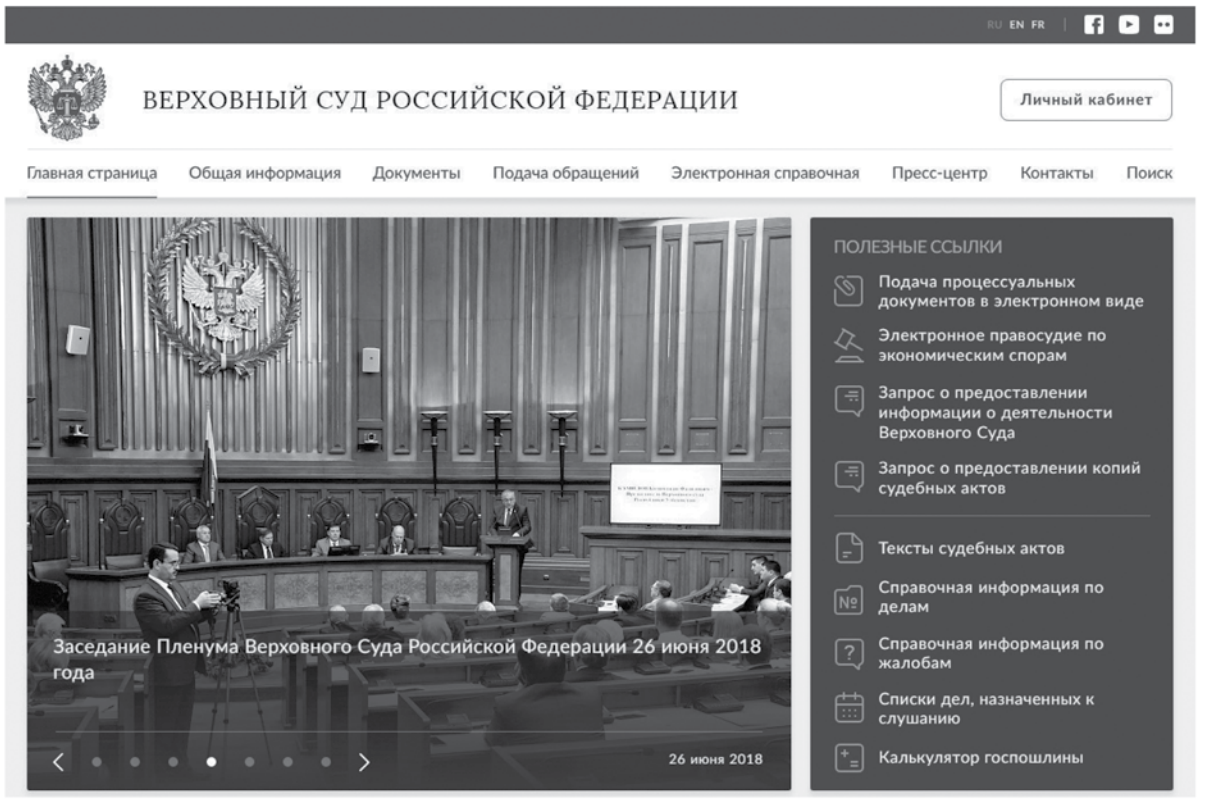 RU EN FR
ВЕРХОВНЫЙ СУД РОССИЙСКОЙ ФЕДЕРАЦИИ
Личный кабинет
Главная страница Общая информация Документы Подача обращений Электронная справочная Пресс-центр Контакты Поиск
Заседание Пленума Верховного Суда Российской Федерации 26 июня 2018
года
26 июня 2018
ПОЛЕЗНЫЕ ССЫЛКИ
Подача процессуальных
документов в электронном виде
Электронное правосудие по
экономическим спорам
Запрос о предоставлении
информации о деятельности
Верховного Суда
Запрос о предоставлении копий
судебных актов
Тексты судебных актов
№
Справочная информация по
делам
?
Справочная информация по
жалобам
Списки дел, назначенных к
слушанию
Калькулятор госпошлины